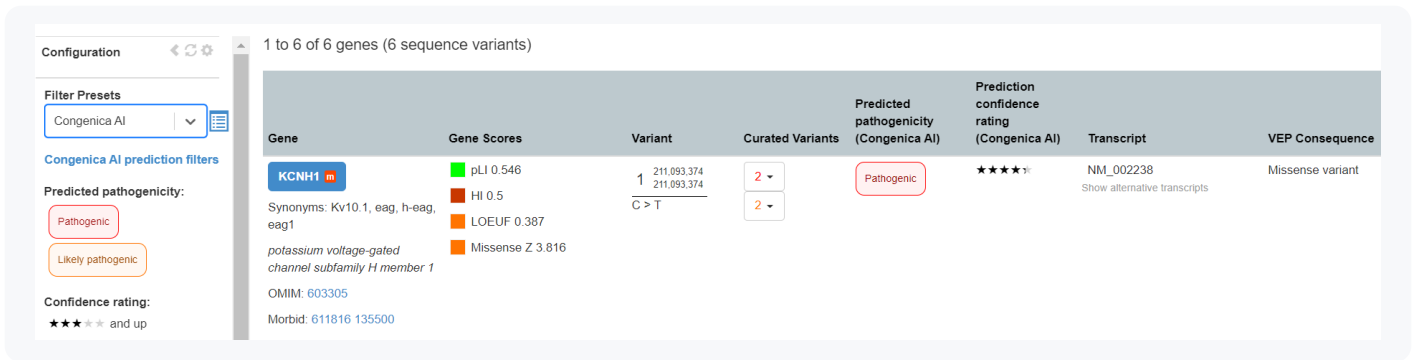 Configuration
Filter Presets
Congenica AI
Congenica AI prediction filters
Predicted pathogenicity:
Pathogenic
Likely pathogenic
Confidence rating:
★★★★★ and up
1 to 6 of 6 genes (6 sequence variants)
Gene
Gene Scores
Variant
Curated Variants
Predicted
pathogenicity
(Congenica AI)
Prediction
confidence
rating
(Congenica AI)
Transcript
VEP Consequence
KCNH1 m
Synonyms: Kv10.1, eag, h-eag,
eag1
potassium voltage-gated
channel subfamily H member 1
OMIM: 603305
Morbid: 611816 135500
pLI 0.546
HI 0.5
LOEUF 0.387
Missense Z 3.816
1 211,093,374
211,093,374
C > T
2
2
Pathogenic
★★★★★
NM_002238
Show alternative transcripts
Missense variant